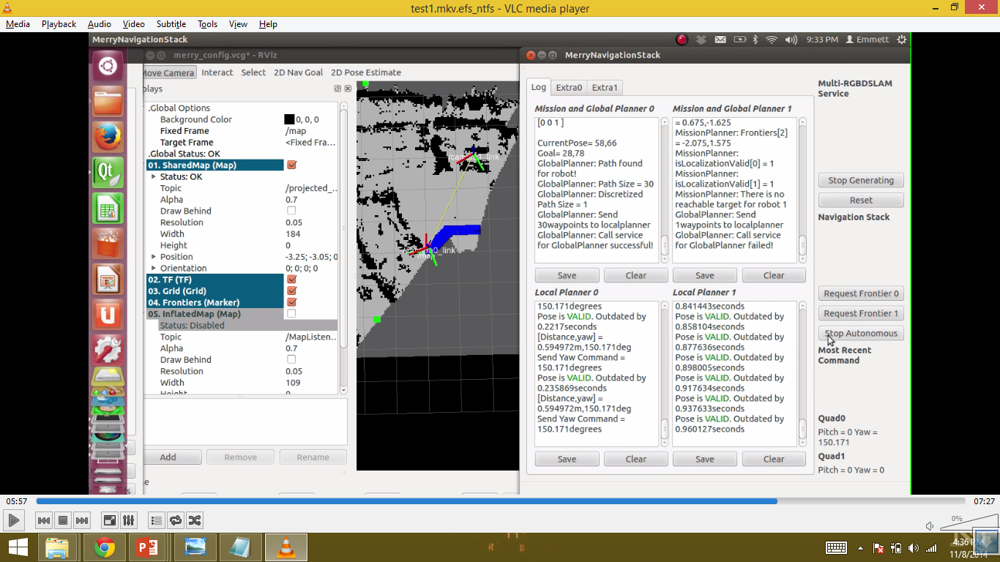 test1.mkv.efs_ntfs - VLC media player
Media Playback Audio Video Subtitle Tools View Help
MerryNavigationStack
9:33 PM Emmett
merry_config.vcg* - RViz
Move Camera Interact Select 2D Nav Goal 2D Pose Estimate
plays
.Global Options
Background Color 0, 0, 0
Fixed Frame /map
Target Frame <Fixed Fra...
.Global Status: OK
01. SharedMap (Map)
Status: OK
Topic /projected_...
Alpha 0.7
Draw Behind
Resolution 0.05
Width 184
Height 0
Position -3.25; -3.05; 0
Orientation 0; 0; 0; 0
02. TF (TF)
03. Grid (Grid)
04. Frontiers (Marker)
05. InflatedMap (Map)
Status: Disabled
Topic /MapListen...
Alpha 0.7
Draw Behind
Resolution 0.05
Width 109
Height 0
Add Remove Rename
/camera1_link
/camera0_link
/map
MerryNavigationStack
Log Extra0 Extra1
Mission and Global Planner 0
[0 0 1 ]
CurrentPose= 58,66
Goal= 28,78
GlobalPlanner: Path found
for robot!
GlobalPlanner: Path Size = 30
GlobalPlanner: Discretized
Path Size = 1
GlobalPlanner: Send
30waypoints to localplanner
GlobalPlanner: Call service
for GlobalPlanner successful!
Save Clear
Mission and Global Planner 1
= 0.675,-1.625
MissionPlanner: Frontiers[2]
= -2.075,1.575
MissionPlanner:
isLocalizationValid[0] = 1
MissionPlanner:
isLocalizationValid[1] = 1
MissionPlanner: There is no
reachable target for robot 1
GlobalPlanner: Send
1waypoints to localplanner
GlobalPlanner: Call service
for GlobalPlanner failed!
Save Clear
Local Planner 0
150.171degrees
Pose is VALID. Outdated by
0.2217seconds
[Distance,yaw] =
0.594972m,150.171deg
Send Yaw Command =
150.171degrees
Pose is VALID. Outdated by
0.235869seconds
[Distance,yaw] =
0.594972m,150.171deg
Send Yaw Command =
150.171degrees
Save Clear
Local Planner 1
0.841443seconds
Pose is VALID. Outdated by
0.858104seconds
Pose is VALID. Outdated by
0.877636seconds
Pose is VALID. Outdated by
0.898005seconds
Pose is VALID. Outdated by
0.917634seconds
Pose is VALID. Outdated by
0.937633seconds
Pose is VALID. Outdated by
0.960127seconds
Save Clear
Multi-RGBDSLAM
Service
Stop Generating
Reset
Navigation Stack
Request Frontier 0
Request Frontier 1
Stop Autonomous
Most Recent
Command
Quad0
Pitch = 0 Yaw =
150.171
Quad1
Pitch = 0 Yaw = 0
05:57 07:27
0%
4:36 PM
11/8/2014